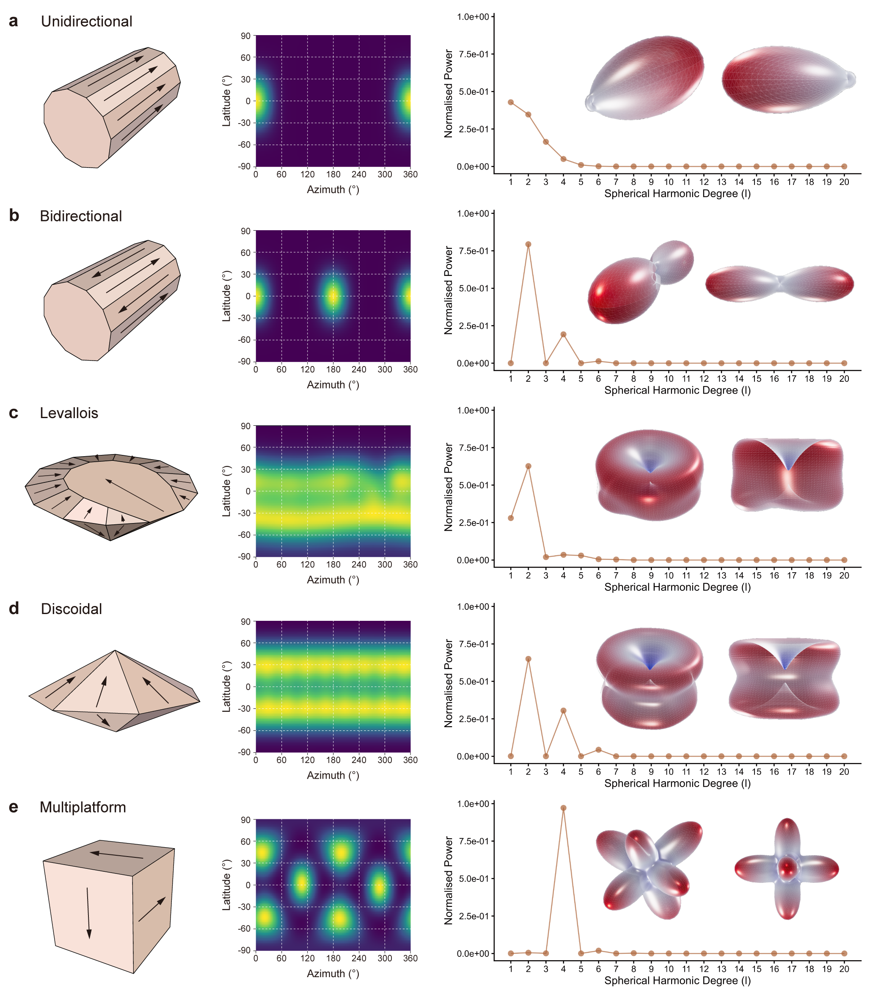 a Unidirectional
90
60
30
0
-30
-60
-90
Latitude (°)
0 60 120 180 240 300 360
Azimuth (°)
1.0e+00
7.5e-01
5.0e-01
2.5e-01
0.0e+00
Normalised Power
1 2 3 4 5 6 7 8 9 10 11 12 13 14 15 16 17 18 19 20
Spherical Harmonic Degree (l)
b Bidirectional
90
60
30
0
-30
-60
-90
Latitude (°)
0 60 120 180 240 300 360
Azimuth (°)
1.0e+00
7.5e-01
5.0e-01
2.5e-01
0.0e+00
Normalised Power
1 2 3 4 5 6 7 8 9 10 11 12 13 14 15 16 17 18 19 20
Spherical Harmonic Degree (l)
c Levallois
90
60
30
0
-30
-60
-90
Latitude (°)
0 60 120 180 240 300 360
Azimuth (°)
1.0e+00
7.5e-01
5.0e-01
2.5e-01
0.0e+00
Normalised Power
1 2 3 4 5 6 7 8 9 10 11 12 13 14 15 16 17 18 19 20
Spherical Harmonic Degree (l)
d Discoidal
90
60
30
0
-30
-60
-90
Latitude (°)
0 60 120 180 240 300 360
Azimuth (°)
1.0e+00
7.5e-01
5.0e-01
2.5e-01
0.0e+00
Normalised Power
1 2 3 4 5 6 7 8 9 10 11 12 13 14 15 16 17 18 19 20
Spherical Harmonic Degree (l)
e Multiplatform
90
60
30
0
-30
-60
-90
Latitude (°)
0 60 120 180 240 300 360
Azimuth (°)
1.0e+00
7.5e-01
5.0e-01
2.5e-01
0.0e+00
Normalised Power
1 2 3 4 5 6 7 8 9 10 11 12 13 14 15 16 17 18 19 20
Spherical Harmonic Degree (l)